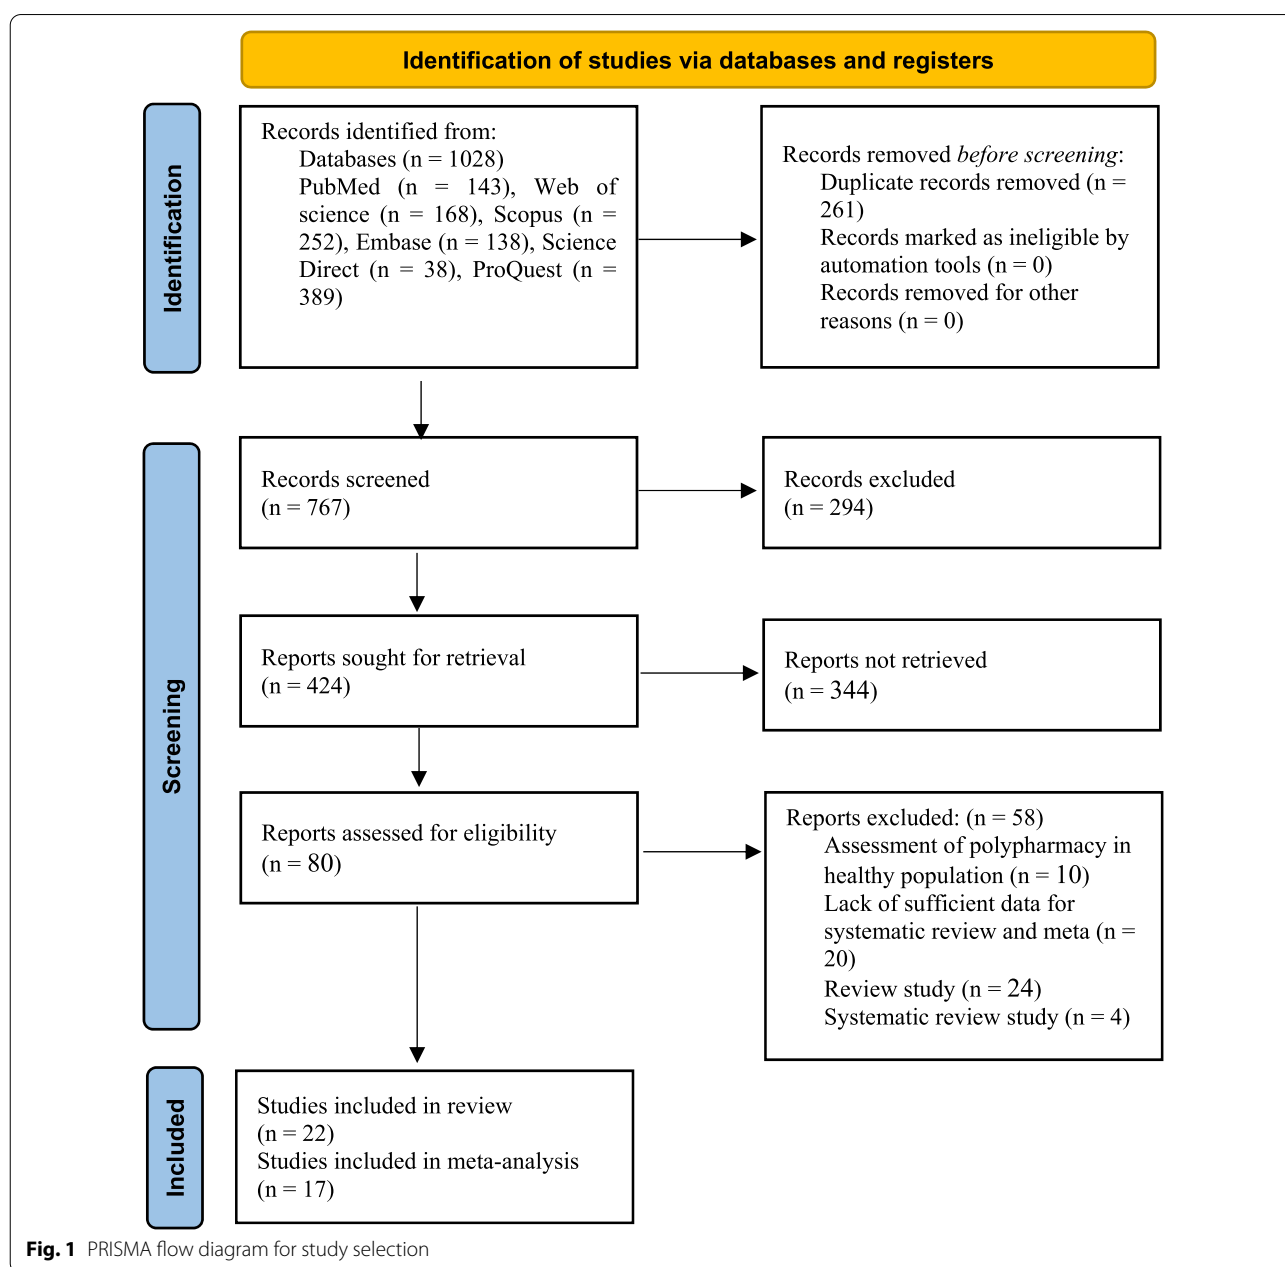 Identification of studies via databases and registers
Identification
Records identified from:
Databases (n = 1028)
PubMed (n = 143), Web of
science (n = 168), Scopus (n =
252), Embase (n = 138), Science
Direct (n = 38), ProQuest (n =
389)
Records removed before screening:
Duplicate records removed (n =
261)
Records marked as ineligible by
automation tools (n = 0)
Records removed for other
reasons (n = 0)
Screening
Records screened
(n = 767)
Records excluded
(n = 294)
Reports sought for retrieval
(n = 424)
Reports not retrieved
(n = 344)
Reports assessed for eligibility
(n = 80)
Reports excluded: (n = 58)
Assessment of polypharmacy in
healthy population (n = 10)
Lack of sufficient data for
systematic review and meta (n =
20)
Review study (n = 24)
Systematic review study (n = 4)
Included
Studies included in review
(n = 22)
Studies included in meta-analysis
(n = 17)
Fig. 1 PRISMA flow diagram for study selection